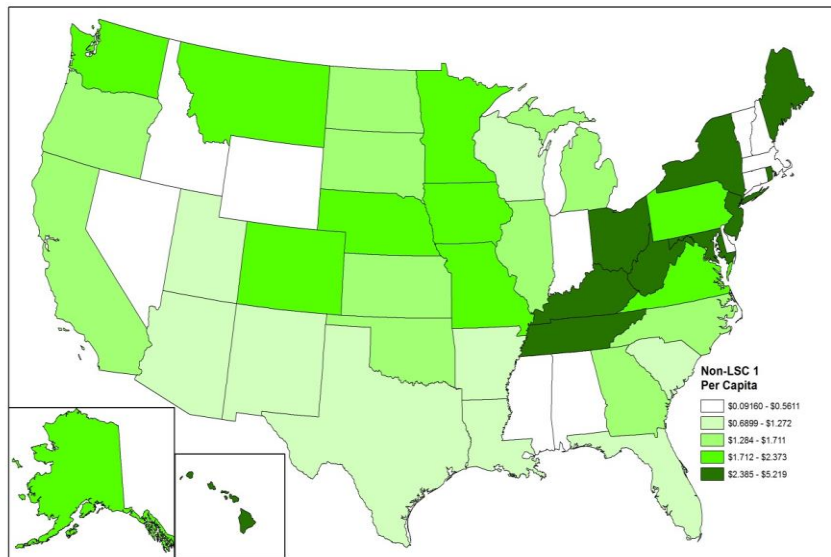 Non-LSC 1
Per Capita
$0.09160 - $0.5611
$0.6899 - $1.272
$1.284 - $1.711
$1.712 - $2.373
$2.385 - $5.219